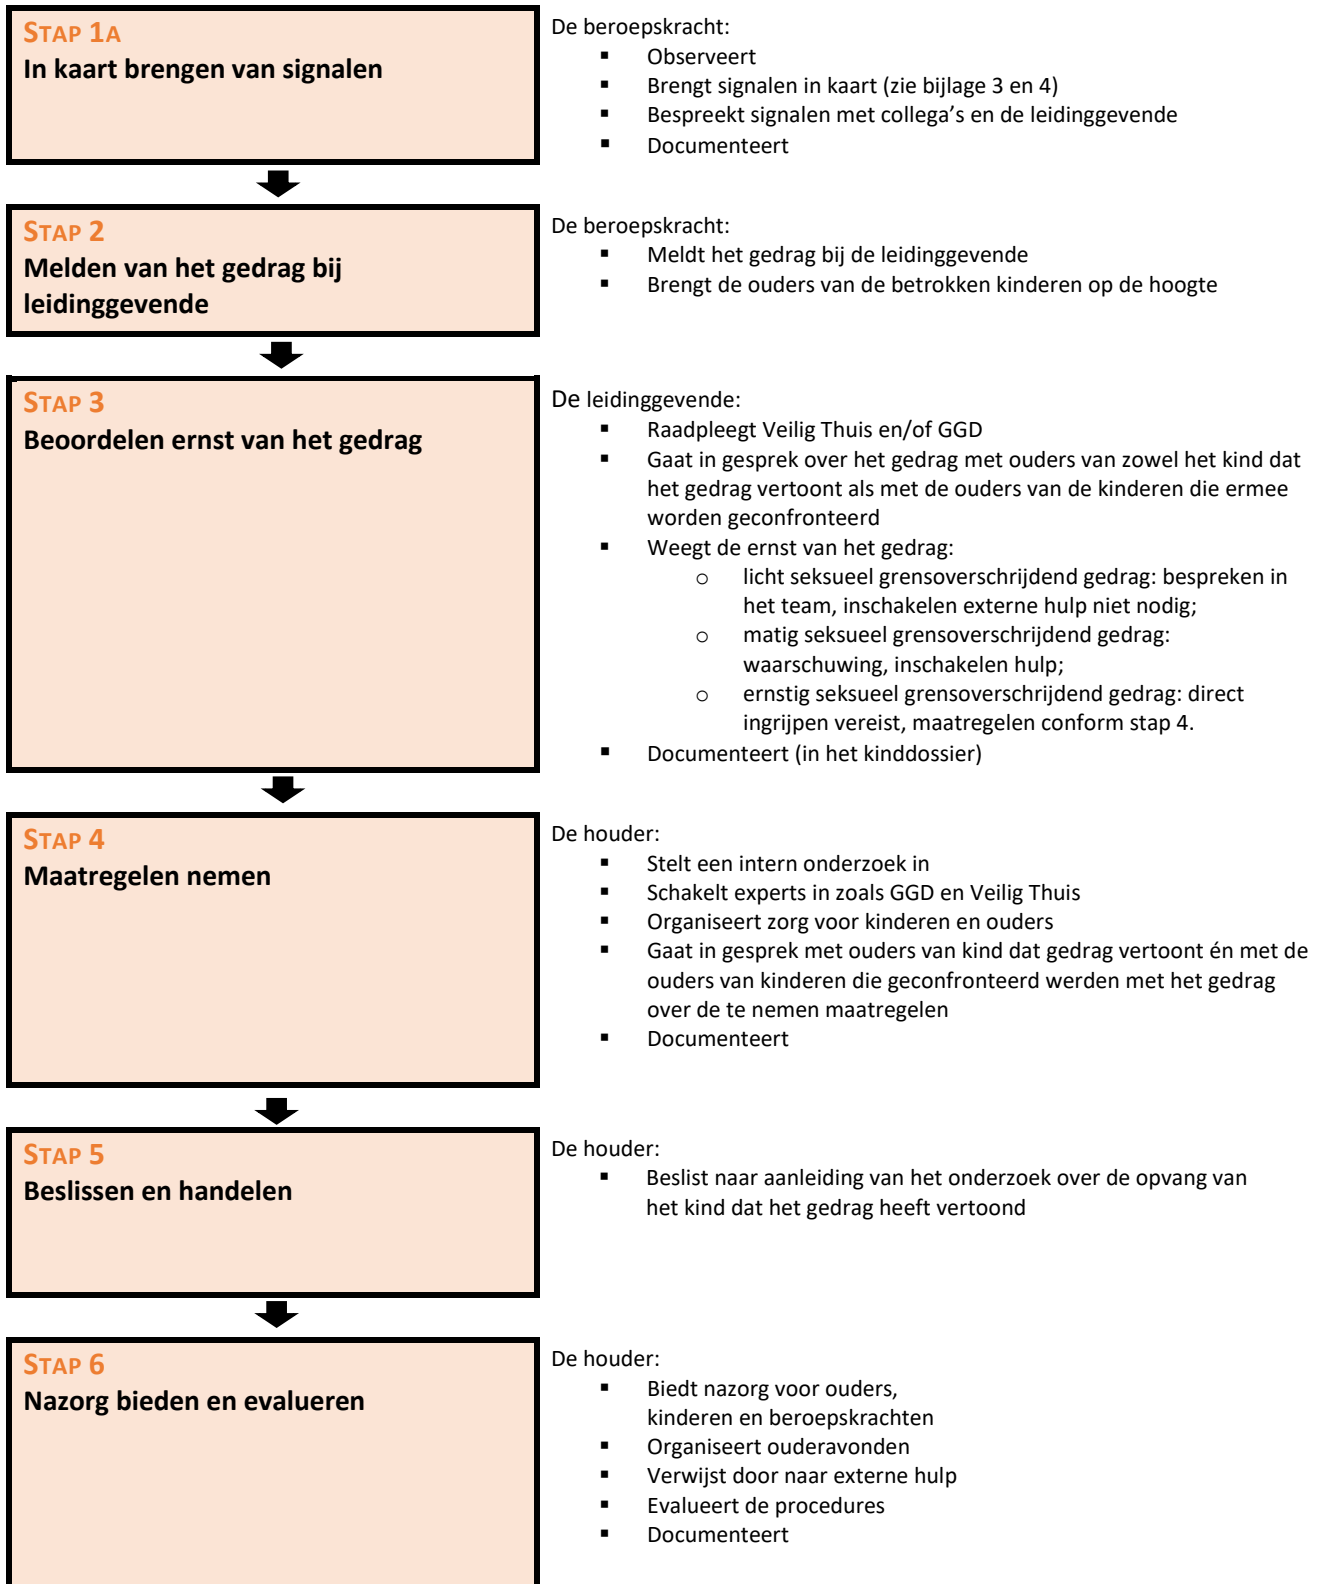 STAP 1A
In kaart brengen van signalen
De beroepskracht:
▪ Observeert
▪ Brengt signalen in kaart (zie bijlage 3 en 4)
▪ Bespreekt signalen met collega’s en de leidinggevende
▪ Documenteert
STAP 2
Melden van het gedrag bij
leidinggevende
De beroepskracht:
▪ Meldt het gedrag bij de leidinggevende
▪ Brengt de ouders van de betrokken kinderen op de hoogte
STAP 3
Beoordelen ernst van het gedrag
De leidinggevende:
▪ Raadpleegt Veilig Thuis en/of GGD
▪ Gaat in gesprek over het gedrag met ouders van zowel het kind dat
het gedrag vertoont als met de ouders van de kinderen die ermee
worden geconfronteerd
▪ Weegt de ernst van het gedrag:
o licht seksueel grensoverschrijdend gedrag: bespreken in
het team, inschakelen externe hulp niet nodig;
o matig seksueel grensoverschrijdend gedrag:
waarschuwing, inschakelen hulp;
o ernstig seksueel grensoverschrijdend gedrag: direct
ingrijpen vereist, maatregelen conform stap 4.
▪ Documenteert (in het kinddossier)
STAP 4
Maatregelen nemen
De houder:
▪ Stelt een intern onderzoek in
▪ Schakelt experts in zoals GGD en Veilig Thuis
▪ Organiseert zorg voor kinderen en ouders
▪ Gaat in gesprek met ouders van kind dat gedrag vertoont én met de
ouders van kinderen die geconfronteerd werden met het gedrag
over de te nemen maatregelen
▪ Documenteert
STAP 5
Beslissen en handelen
De houder:
▪ Beslist naar aanleiding van het onderzoek over de opvang van
het kind dat het gedrag heeft vertoond
STAP 6
Nazorg bieden en evalueren
De houder:
▪ Biedt nazorg voor ouders,
kinderen en beroepskrachten
▪ Organiseert ouderavonden
▪ Verwijst door naar externe hulp
▪ Evalueert de procedures
▪ Documenteert